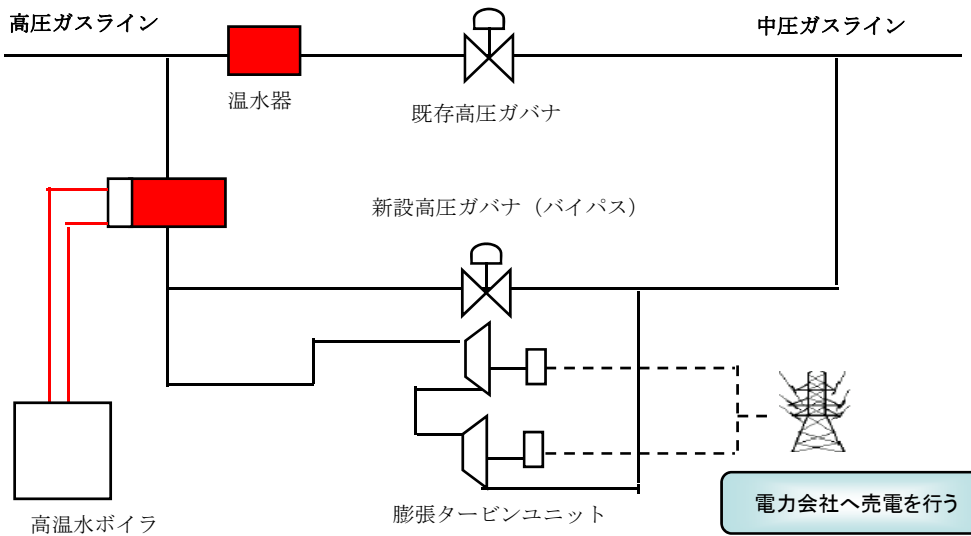 高圧ガスライン
中圧ガスライン
温水器
既存高圧ガバナ
新設高圧ガバナ（バイパス）
高温水ボイラ
膨張タービンユニット
電力会社へ売電を行う